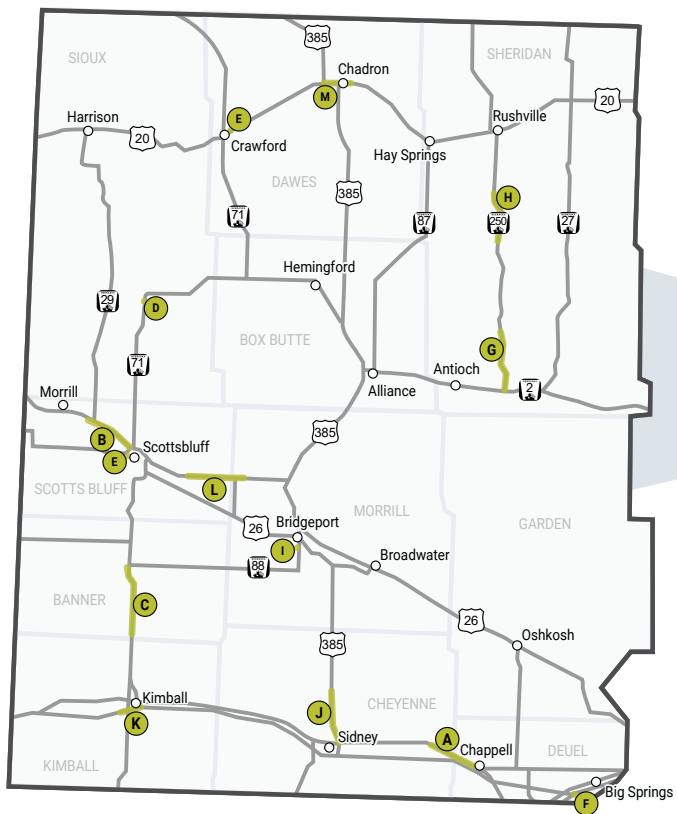 SIOUX
385
SHERIDAN
Chadron
M
20
Harrison
E
Rushville
20
Crawford
Hay Springs
DAWES
385
H
71
87
250
27
Hemingford
29
D
BOX BUTTE
G
71
Antioch
Morrill
Alliance
2
B
385
Scottsbluff
E
SCOTTS BLUFF
L
MORRILL
GARDEN
26
Bridgeport
I
Broadwater
88
BANNER
C
26
Oshkosh
385
Kimball
CHEYENNE
K
J
A
Sidney
Chappell
DEUEL
KIMBALL
Big Springs
F